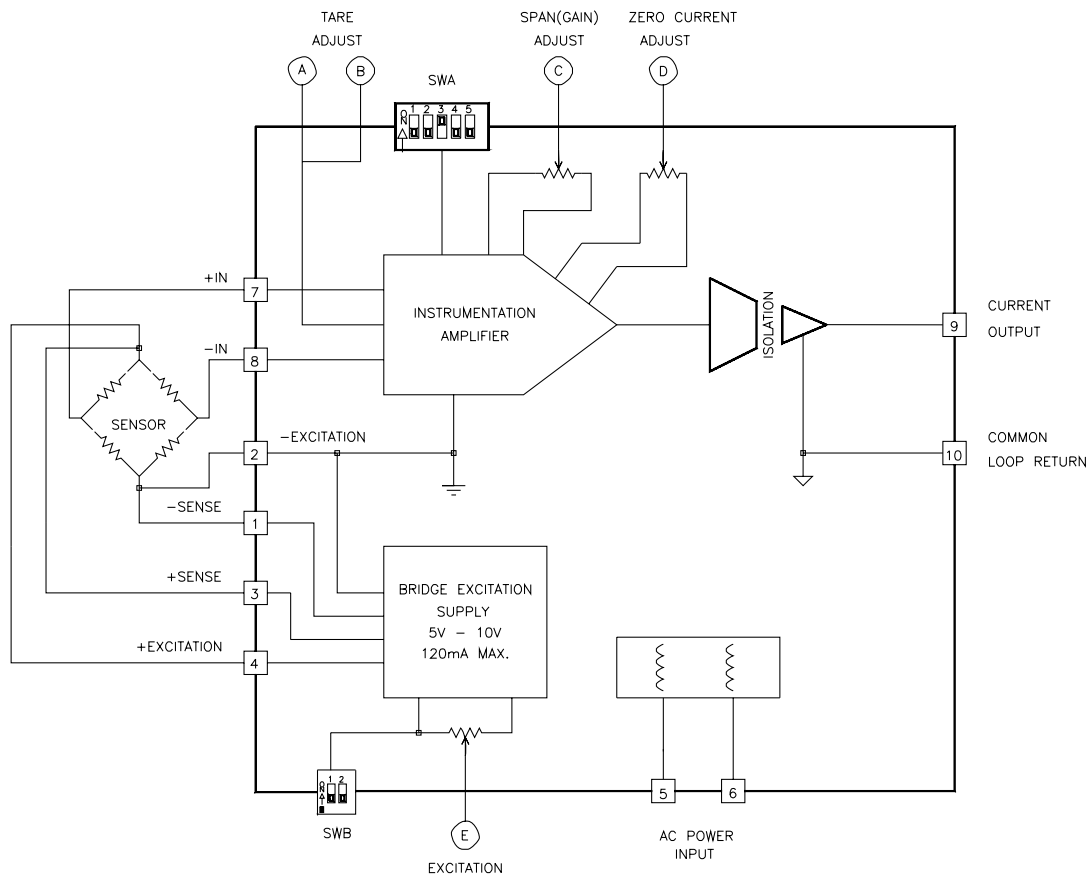 TARE
ADJUST
SPAN(GAIN)
ADJUST
ZERO CURRENT
ADJUST
A
B
C
D
SWA
ON
1 2 3 4 5
+IN
7
INSTRUMENTATION
AMPLIFIER
ISOLATION
9
CURRENT
OUTPUT
-IN
8
SENSOR
-EXCITATION
2
10
COMMON
LOOP RETURN
-SENSE
1
+SENSE
3
BRIDGE EXCITATION
SUPPLY
5V - 10V
120mA MAX.
+EXCITATION
4
ON
1 2
SWB
E
EXCITATION
5
6
AC POWER
INPUT